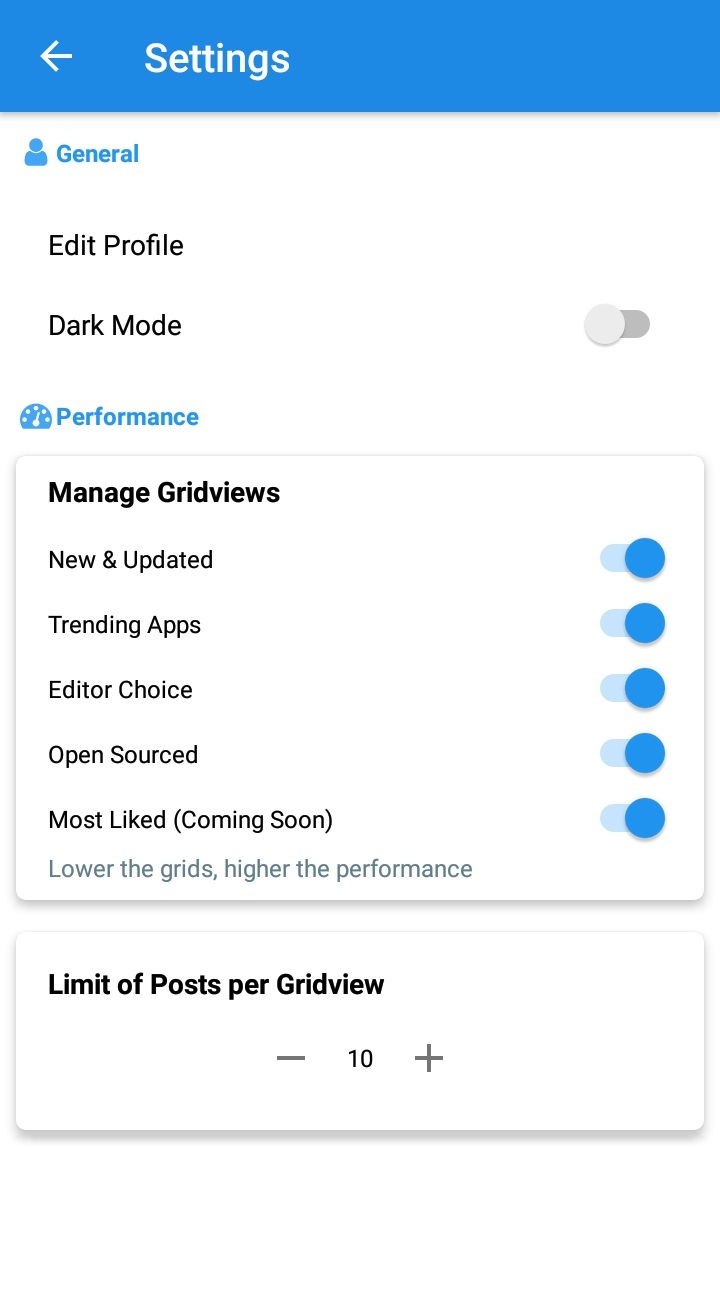 Settings
General
Edit Profile
Dark Mode
Performance
Manage Gridviews
New & Updated
Trending Apps
Editor Choice
Open Sourced
Most Liked (Coming Soon)
Lower the grids, higher the performance
Limit of Posts per Gridview
10